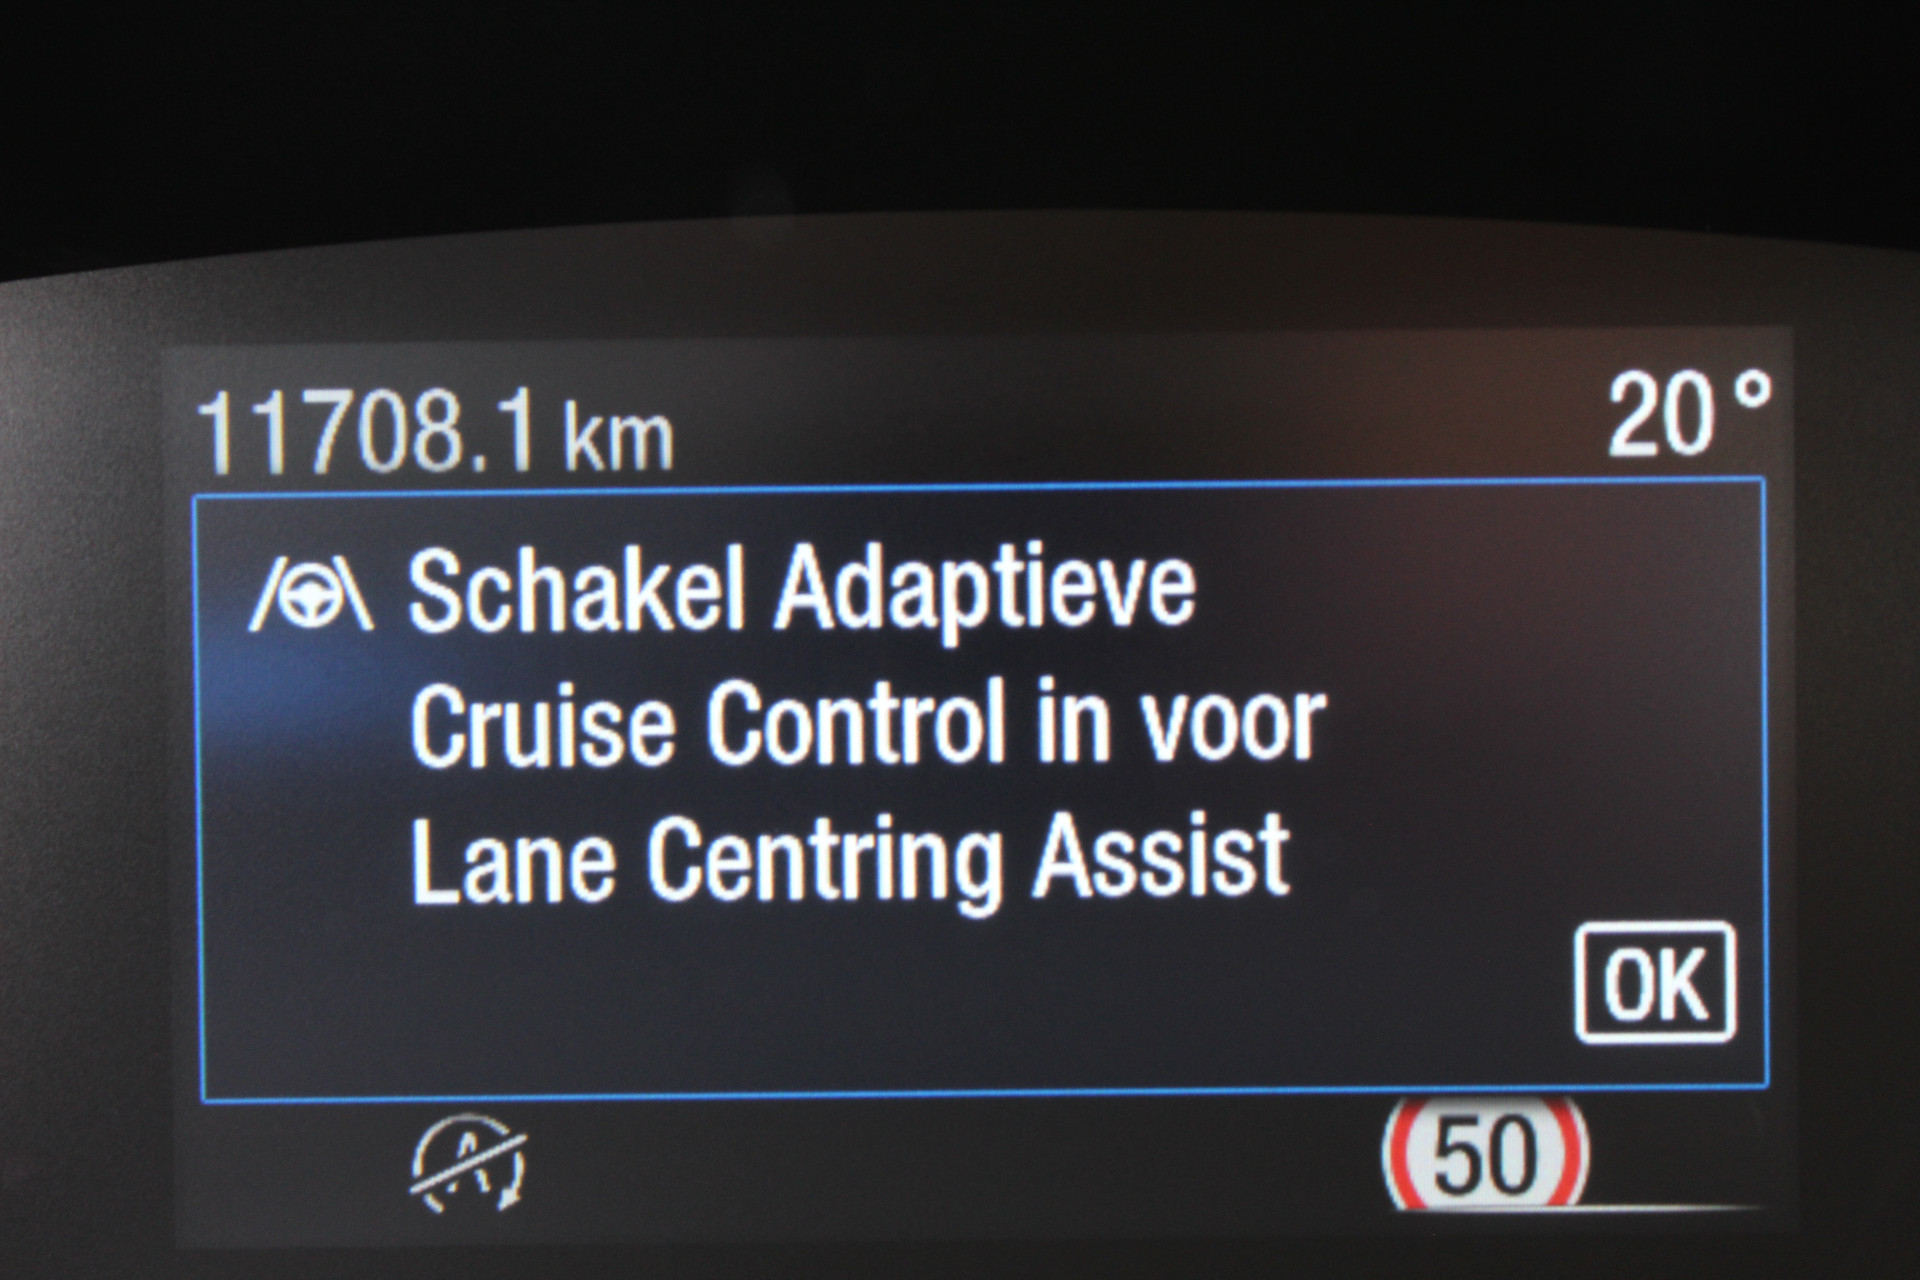 11708.1 km 20°
Schakel Adaptieve
Cruise Control in voor
Lane Centring Assist
OK
A 50